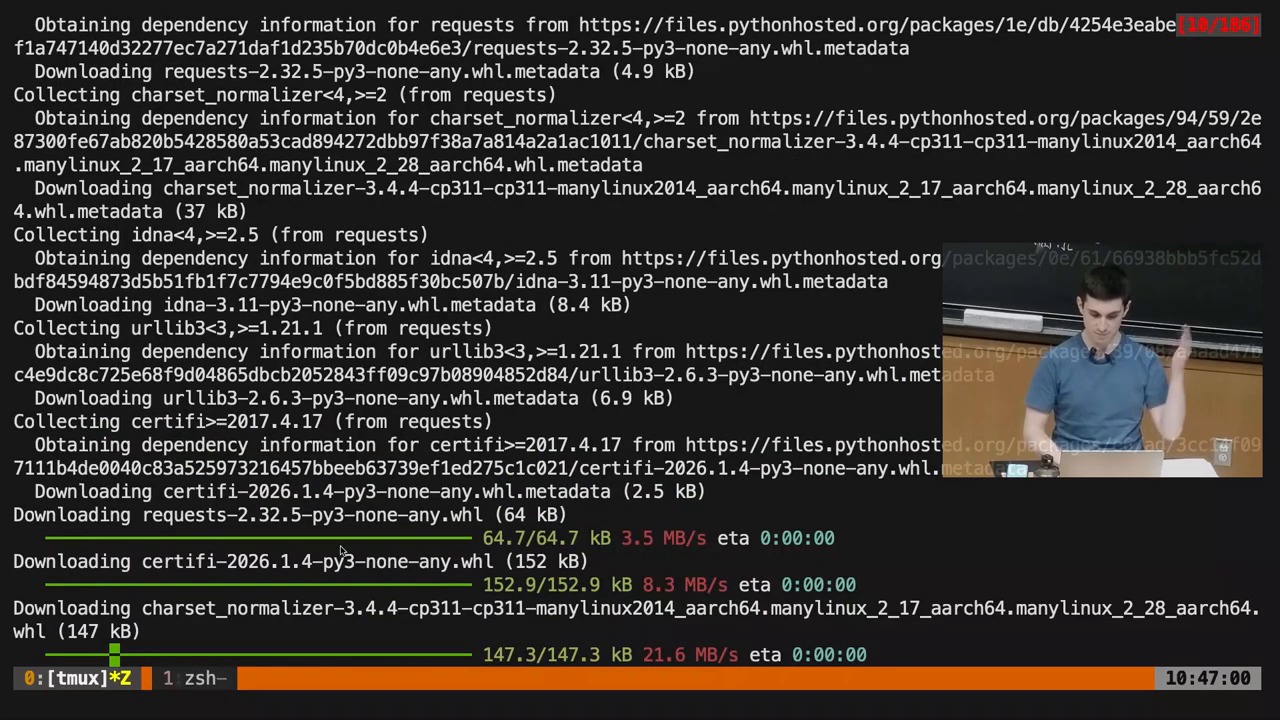 Obtaining dependency information for requests from https://files.pythonhosted.org/packages/1e/db/4254e3eabe[10/186]
f1a747140d32277ec7a271daf1d235b70dc0b4e6e3/requests-2.32.5-py3-none-any.whl.metadata
Downloading requests-2.32.5-py3-none-any.whl.metadata (4.9 kB)
Collecting charset_normalizer<4,>=2 (from requests)
Obtaining dependency information for charset_normalizer<4,>=2 from https://files.pythonhosted.org/packages/94/59/2e
87300fe67ab820b5428580a53cad894272dbb97f38a7a814a2a1ac1011/charset_normalizer-3.4.4-cp311-cp311-manylinux2014_aarch64
.manylinux_2_17_aarch64.manylinux_2_28_aarch64.whl.metadata
Downloading charset_normalizer-3.4.4-cp311-cp311-manylinux2014_aarch64.manylinux_2_17_aarch64.manylinux_2_28_aarch6
4.whl.metadata (37 kB)
Collecting idna<4,>=2.5 (from requests)
Obtaining dependency information for idna<4,>=2.5 from https://files.pythonhosted.org/packages/0e/61/66938bbb5fc52d
bdf84594873d5b51fb1f7c7794e9c0f5bd885f30bc507b/idna-3.11-py3-none-any.whl.metadata
Downloading idna-3.11-py3-none-any.whl.metadata (8.4 kB)
Collecting urllib3<3,>=1.21.1 (from requests)
Obtaining dependency information for urllib3<3,>=1.21.1 from https://files.pythonhosted.org/
c4e9dc8c725e68f9d04865dbcb2052843ff09c97b08904852d84/urllib3-2.6.3-py3-none-any.whl.metadata
Downloading urllib3-2.6.3-py3-none-any.whl.metadata (6.9 kB)
Collecting certifi>=2017.4.17 (from requests)
Obtaining dependency information for certifi>=2017.4.17 from https://files.pythonhosted.org/
7111b4de0040c83a525973216457bbeeb63739ef1ed275c1c021/certifi-2026.1.4-py3-none-any.whl.metadata
Downloading certifi-2026.1.4-py3-none-any.whl.metadata (2.5 kB)
Downloading requests-2.32.5-py3-none-any.whl (64 kB)
64.7/64.7 kB 3.5 MB/s eta 0:00:00
Downloading certifi-2026.1.4-py3-none-any.whl (152 kB)
152.9/152.9 kB 8.3 MB/s eta 0:00:00
Downloading charset_normalizer-3.4.4-cp311-cp311-manylinux2014_aarch64.manylinux_2_17_aarch64.manylinux_2_28_aarch64.
whl (147 kB)
147.3/147.3 kB 21.6 MB/s eta 0:00:00
0:[tmux]*Z 1:zsh- 10:47:00